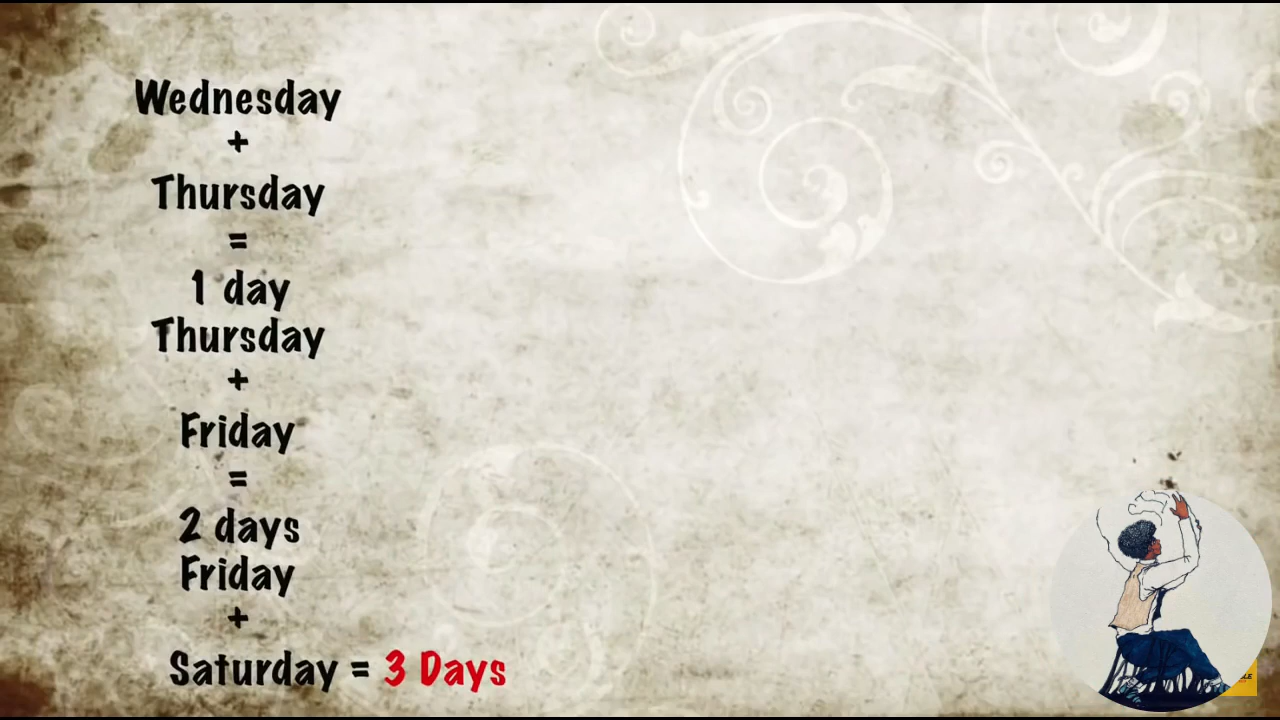 Wednesday
+
Thursday
=
1 day
Thursday
+
Friday
=
2 days
Friday
+
Saturday = 3 Days